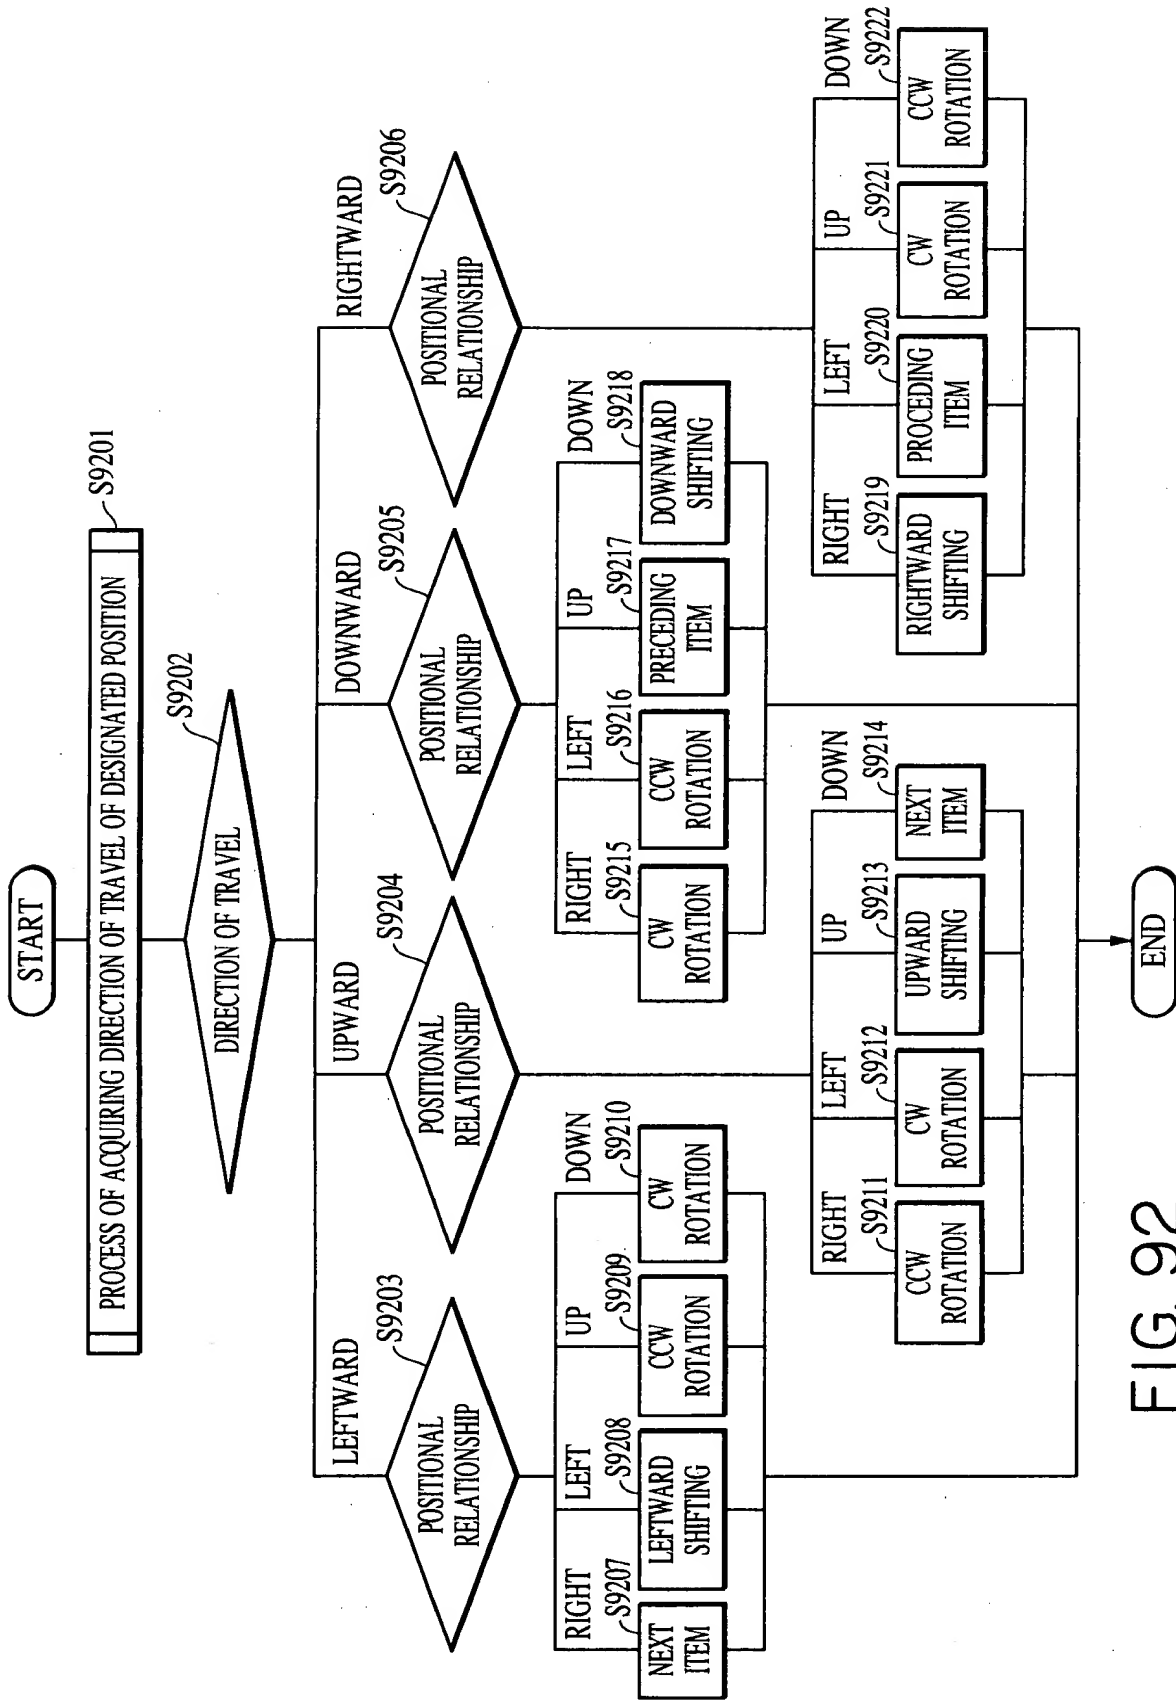 START
PROCESS OF ACQUIRING DIRECTION OF TRAVEL OF DESIGNATED POSITION
S9201
DIRECTION OF TRAVEL
S9202
LEFTWARD
UPWARD
DOWNWARD
RIGHTWARD
POSITIONAL
RELATIONSHIP
S9203
POSITIONAL
RELATIONSHIP
S9204
POSITIONAL
RELATIONSHIP
S9205
POSITIONAL
RELATIONSHIP
S9206
RIGHT
S9207
NEXT
ITEM
LEFT
S9208
LEFTWARD
SHIFTING
UP
S9209
CCW
ROTATION
DOWN
S9210
CW
ROTATION
RIGHT
S9215
CW
ROTATION
LEFT
S9216
CCW
ROTATION
UP
S9217
PRECEDING
ITEM
DOWN
S9218
DOWNWARD
SHIFTING
RIGHT
S9211
CCW
ROTATION
LEFT
S9212
CW
ROTATION
UP
S9213
UPWARD
SHIFTING
DOWN
S9214
NEXT
ITEM
RIGHT
S9219
RIGHTWARD
SHIFTING
LEFT
S9220
PROCEDING
ITEM
UP
S9221
CW
ROTATION
DOWN
S9222
CCW
ROTATION
END
FIG. 92